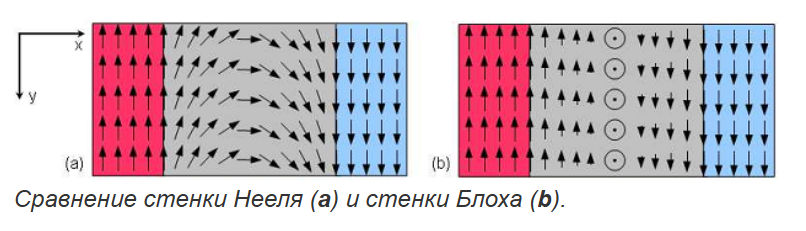 x
y
(a)
(b)
Сравнение стенки Нееля (a) и стенки Блоха (b).